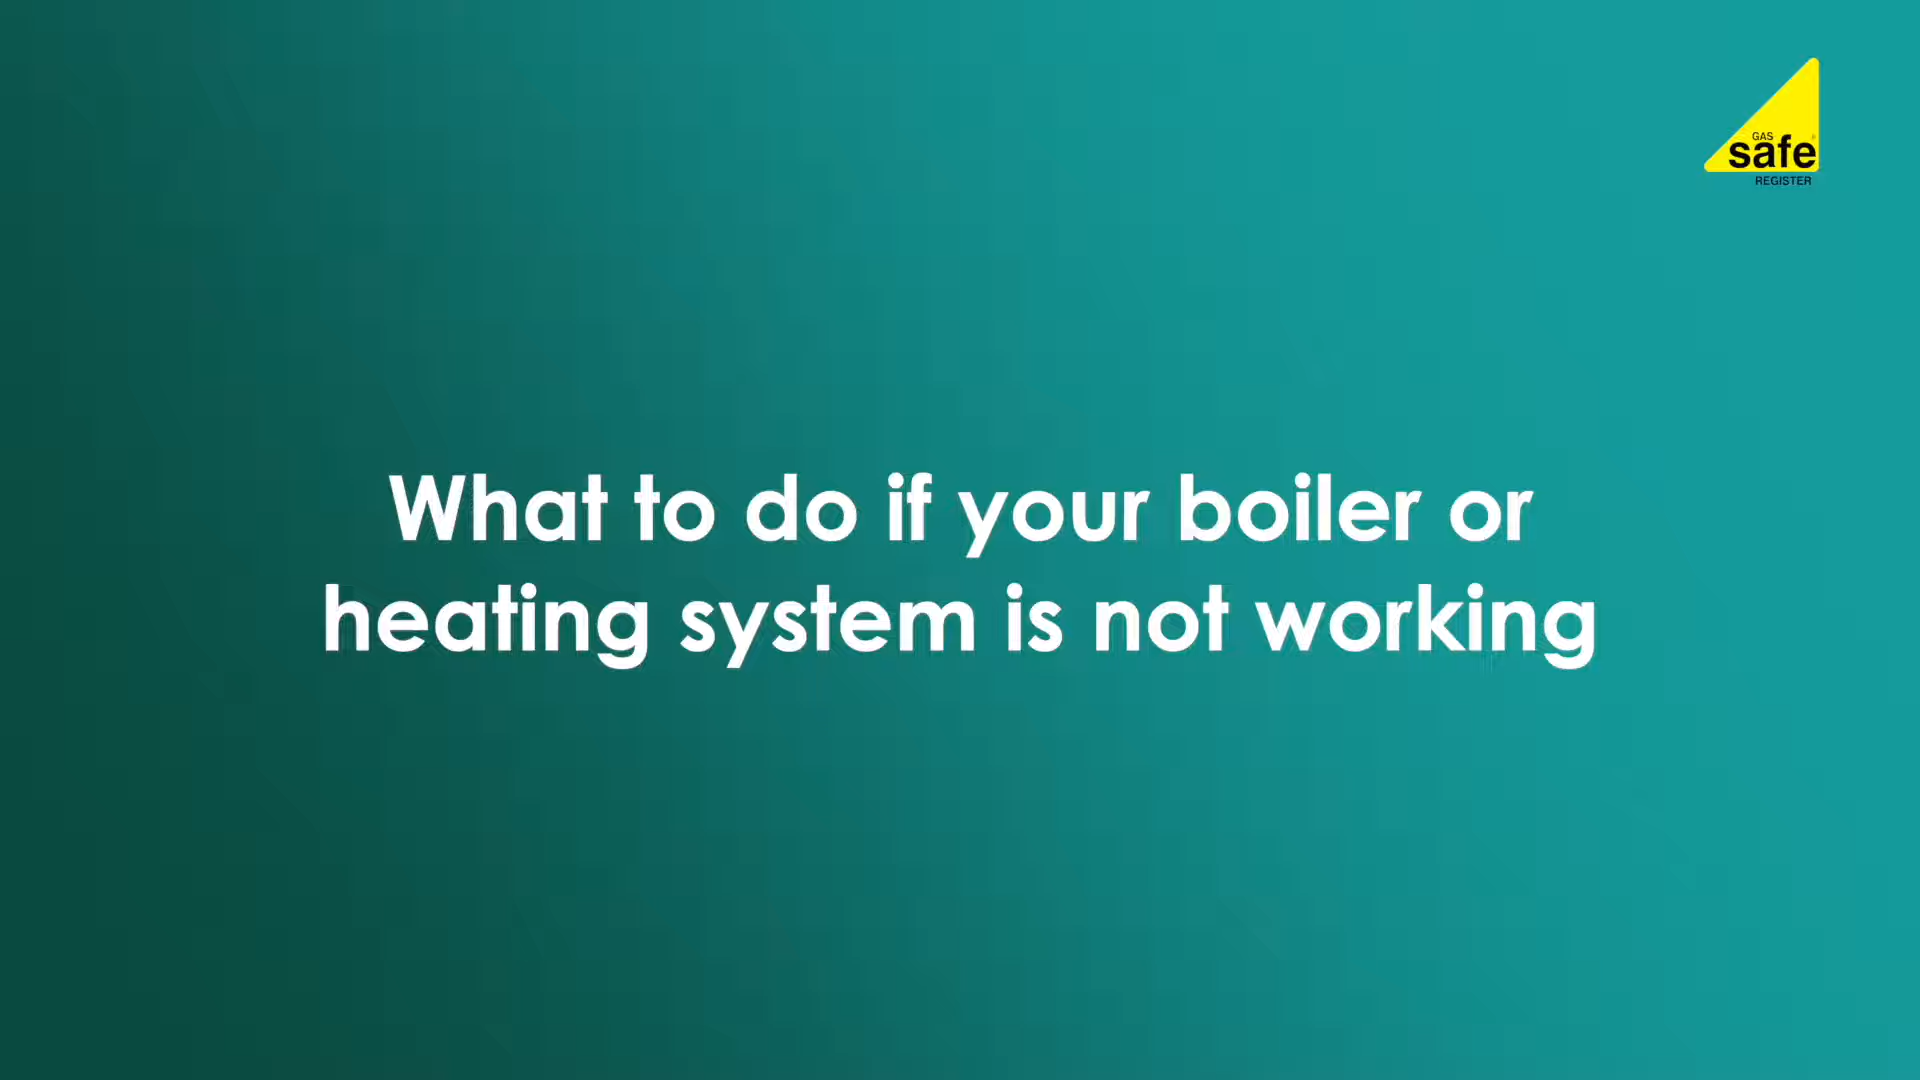 GAS
safe
REGISTER
What to do if your boiler or
heating system is not working